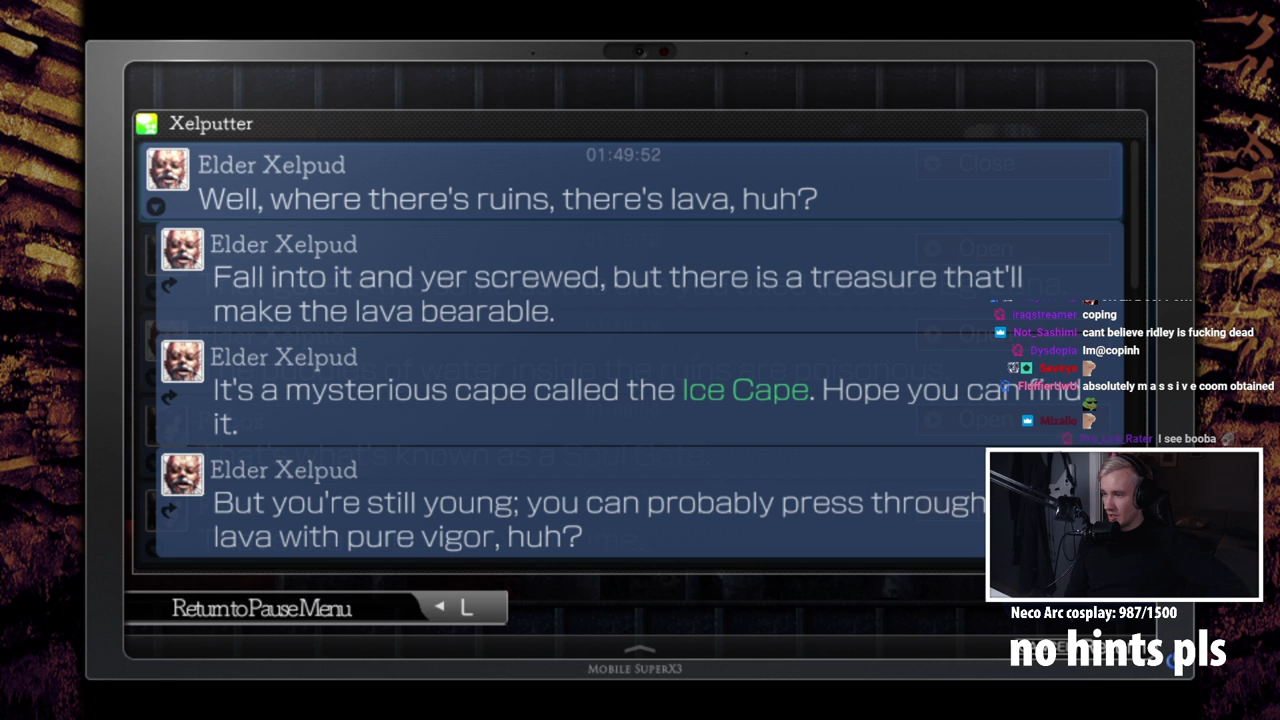 Xelputter
Elder Xelpud
01:49:52
Close
Well, where there's ruins, there's lava, huh?
Elder Xelpud
Open
Fall into it and yer screwed, but there is a treasure that'll
make the lava bearable.
Elder Xelpud
It's a mysterious cape called the Ice Cape. Hope you can find
it.
Elder Xelpud
But you're still young; you can probably press through
lava with pure vigor, huh?
iraqstreamer coping
Not_Sashimi cant believe ridley is fucking dead
Dysdopia Im@copinh
absolutely m a s s i v e coom obtained
Mixalio
I see booba
Return to Pause Menu
L
Neco Arc cosplay: 987/1500
no hints pls
MOBILE SUPERX3